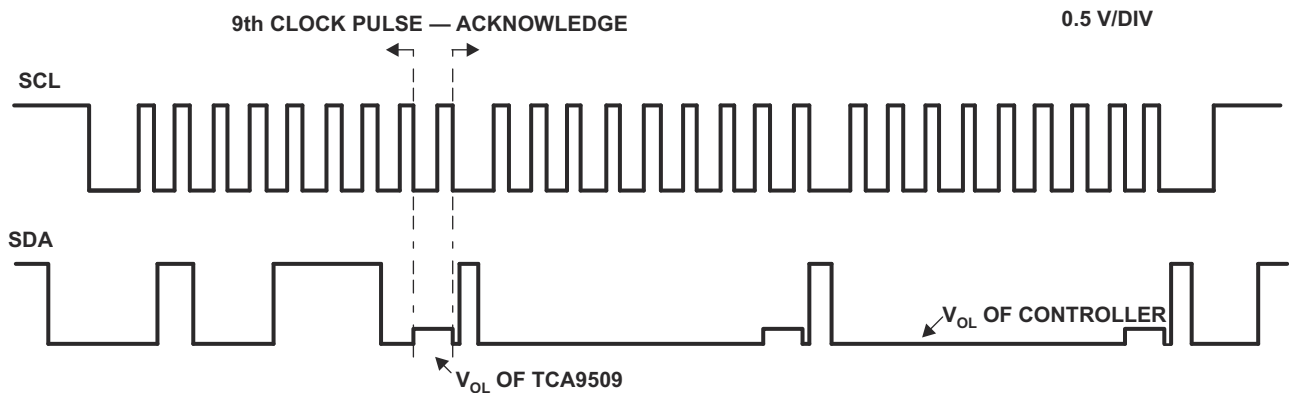 9th CLOCK PULSE — ACKNOWLEDGE
0.5 V/DIV
SCL
SDA
VOL OF CONTROLLER
VOL OF TCA9509